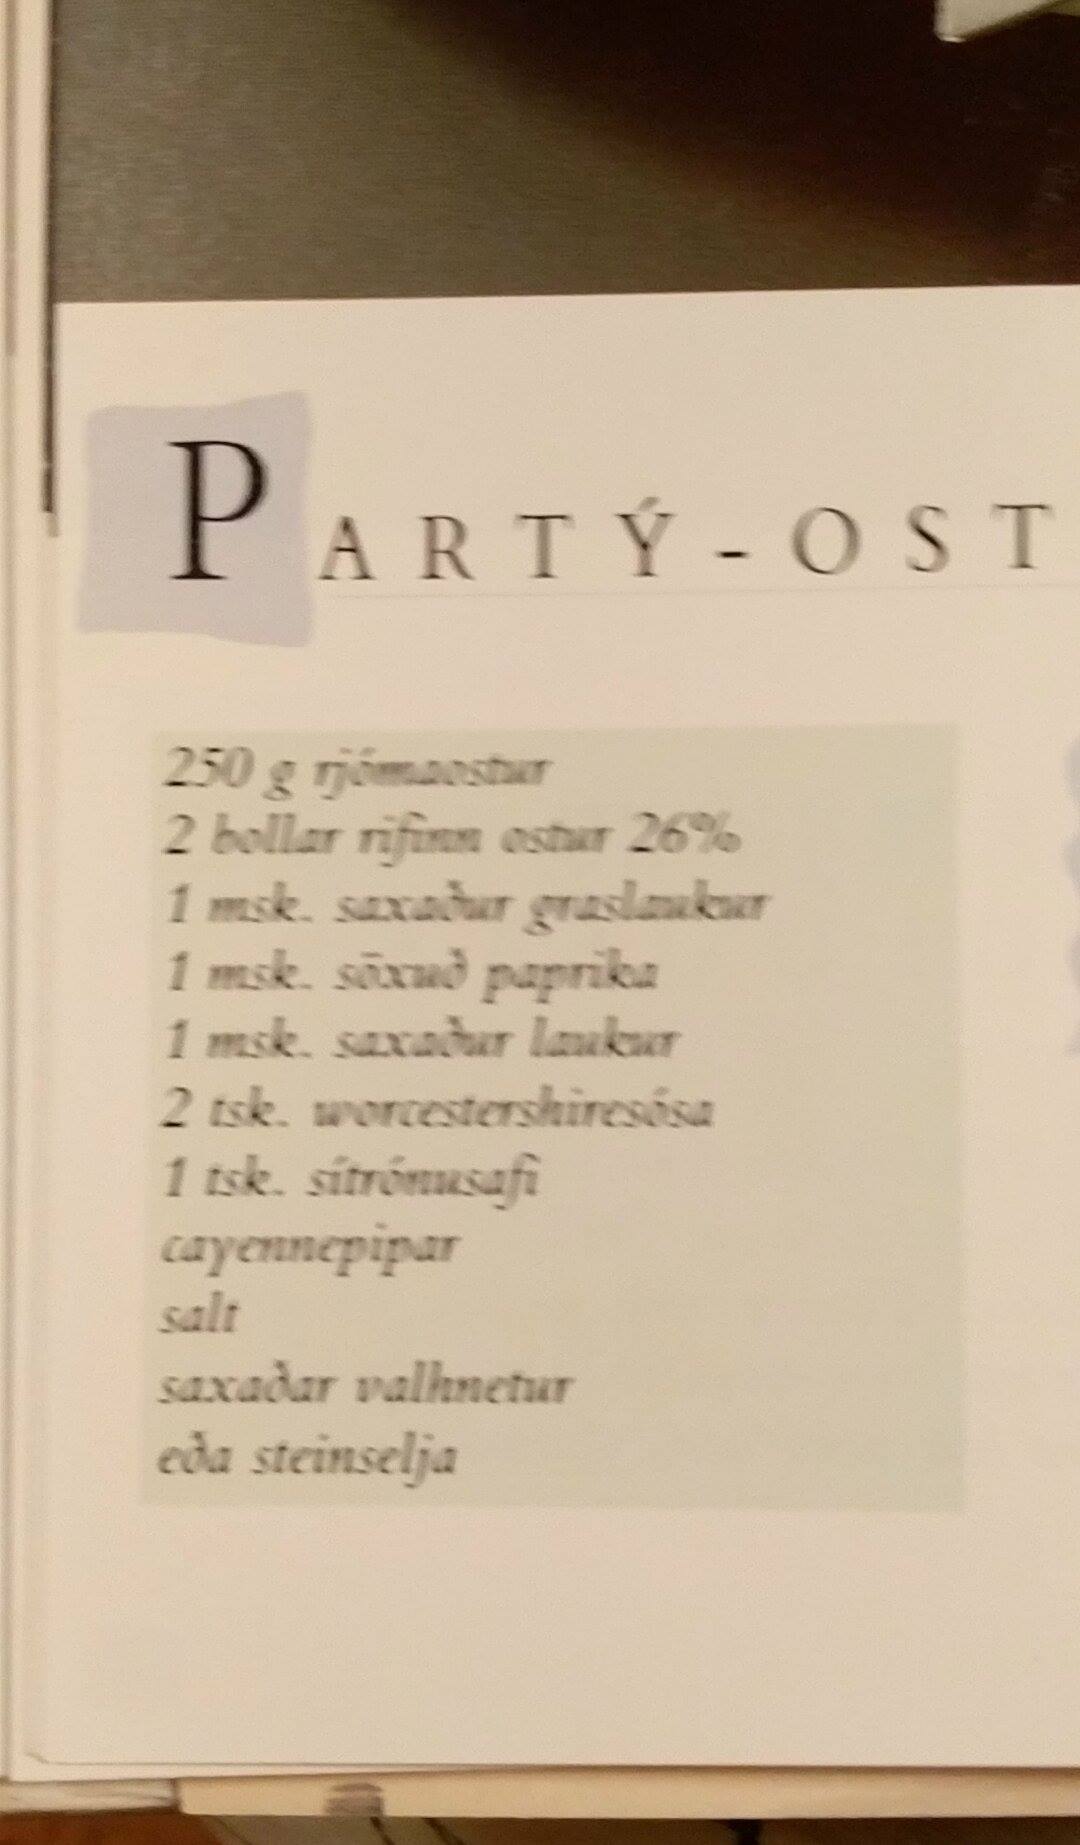 PARTÝ-OST
250 g rjómaostur
2 bollar rifinn ostur 26%
1 msk. saxaður graslaukur
1 msk. söxuð paprika
1 msk. saxaður laukur
2 tsk. worcestershiresósa
1 tsk. sítrónusafi
cayennepipar
salt
saxaðar valhnetur
eða steinselja